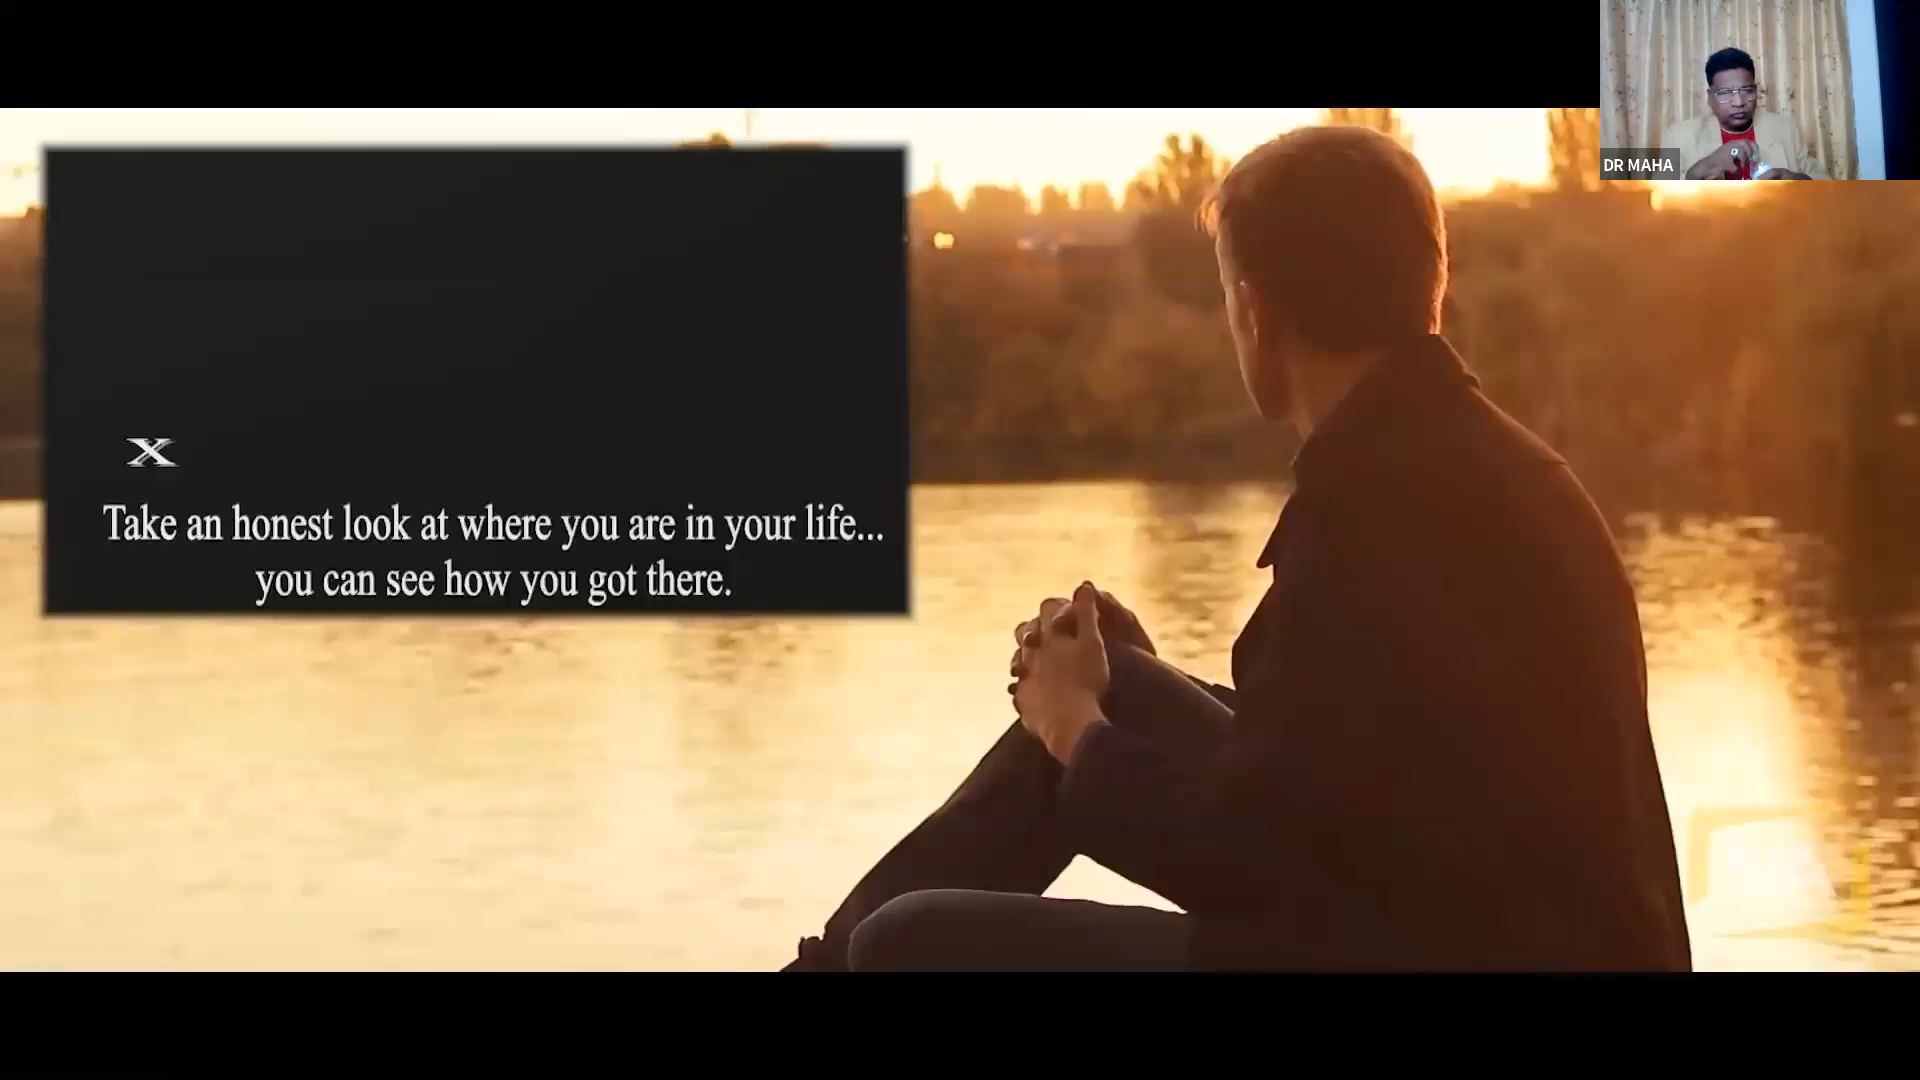 DR MAHA
X
Take an honest look at where you are in your life...
you can see how you got there.